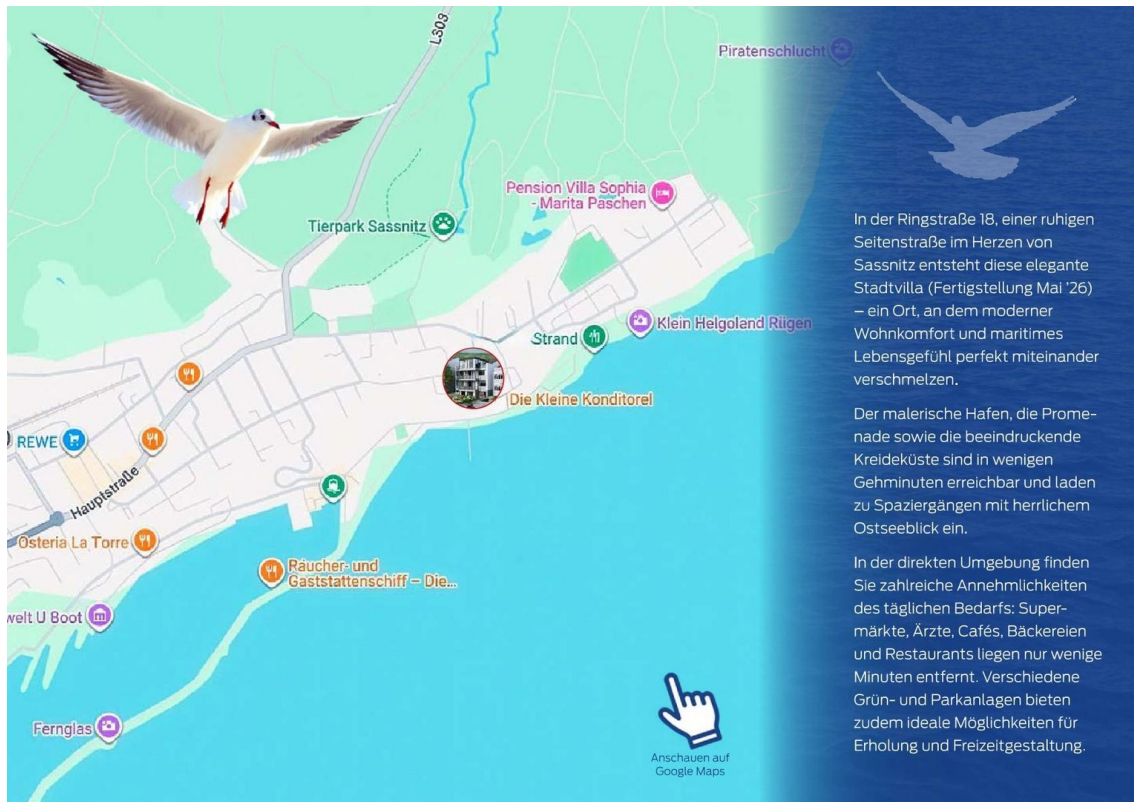 L303
Piratenschlucht
Pension Villa Sophia
- Marita Paschen
Tierpark Sassnitz
Klein Helgoland Rügen
Strand
Die Kleine Konditorel
REWE
Hauptstraße
Osteria La Torre
Räucher- und
Gaststattenschiff – Die...
welt U Boot
Fernglas
Anschauen auf
Google Maps
In der Ringstraße 18, einer ruhigen
Seitenstraße im Herzen von
Sassnitz entsteht diese elegante
Stadtvilla (Fertigstellung Mai '26)
– ein Ort, an dem moderner
Wohnkomfort und maritimes
Lebensgefühl perfekt miteinander
verschmelzen.
Der malerische Hafen, die Prome-
nade sowie die beeindruckende
Kreideküste sind in wenigen
Gehminuten erreichbar und laden
zu Spaziergängen mit herrlichem
Ostseeblick ein.
In der direkten Umgebung finden
Sie zahlreiche Annehmlichkeiten
des täglichen Bedarfs: Super-
märkte, Ärzte, Cafés, Bäckereien
und Restaurants liegen nur wenige
Minuten entfernt. Verschiedene
Grün- und Parkanlagen bieten
zudem ideale Möglichkeiten für
Erholung und Freizeitgestaltung.